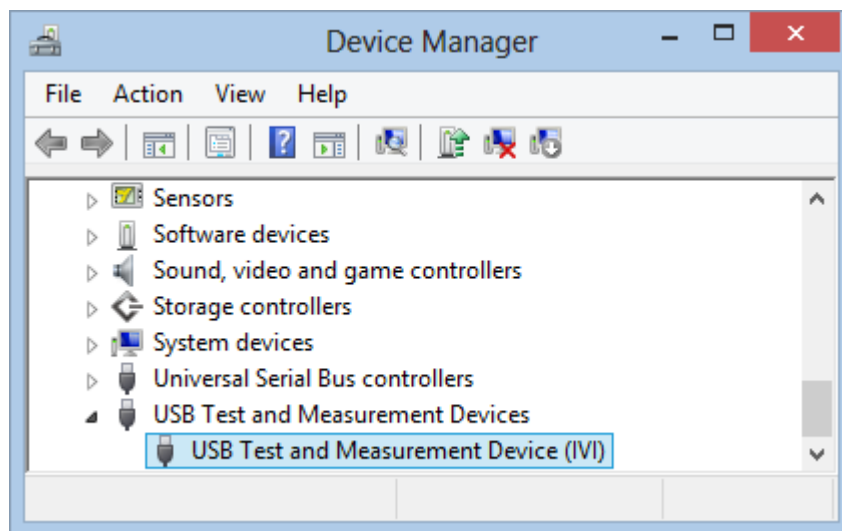 Device Manager
File Action View Help
Sensors
Software devices
Sound, video and game controllers
Storage controllers
System devices
Universal Serial Bus controllers
USB Test and Measurement Devices
USB Test and Measurement Device (IVI)